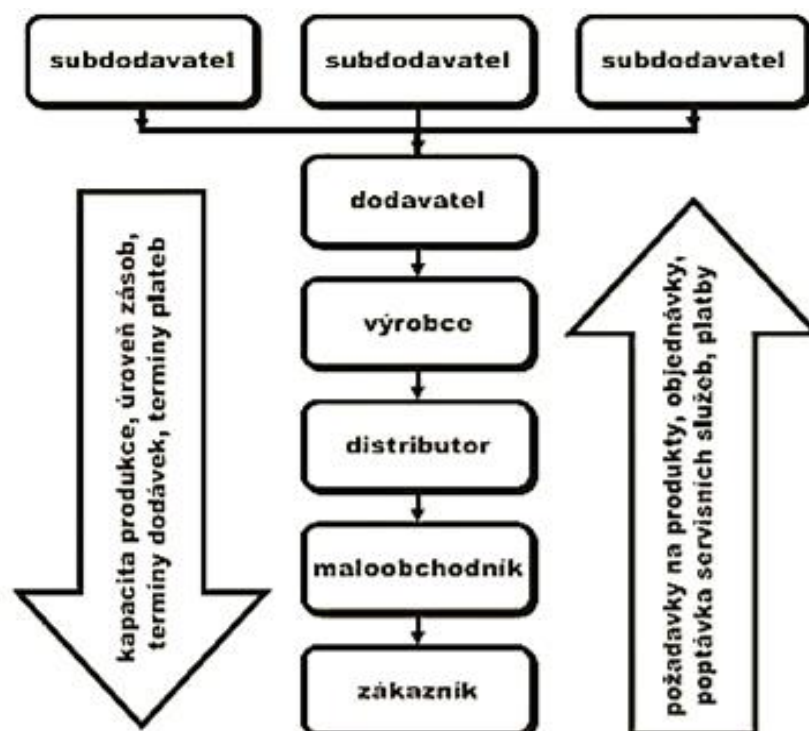 subdodavatel
subdodavatel
subdodavatel
dodavatel
výrobce
distributor
maloobchodník
zákazník
kapacita produkce, úroveň zásob,
termíny dodávek, termíny plateb
požadavky na produkty, objednávky,
poptávka servisních služeb, platby